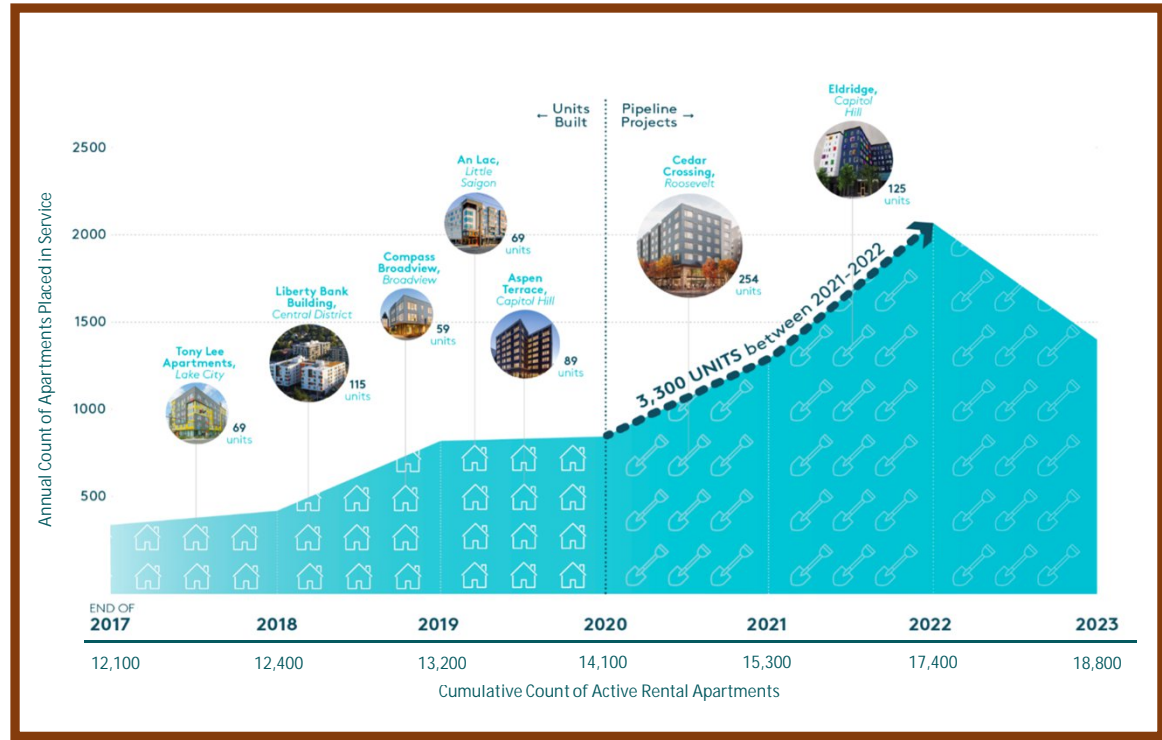 Annual Count of Apartments Placed in Service
2500
2000
1500
1000
500
← Units
Built
Pipeline →
Projects
Tony Lee
Apartments,
Lake City
69
units
Liberty Bank
Building,
Central District
115
units
Compass
Broadview,
Broadview
59
units
An Lac,
Little
Saigon
69
units
Aspen
Terrace,
Capitol Hill
89
units
Cedar
Crossing,
Roosevelt
254
units
Eldridge,
Capitol
Hill
125
units
3,300 UNITS between 2021-2022
END OF
2017 2018 2019 2020 2021 2022 2023
12,100 12,400 13,200 14,100 15,300 17,400 18,800
Cumulative Count of Active Rental Apartments